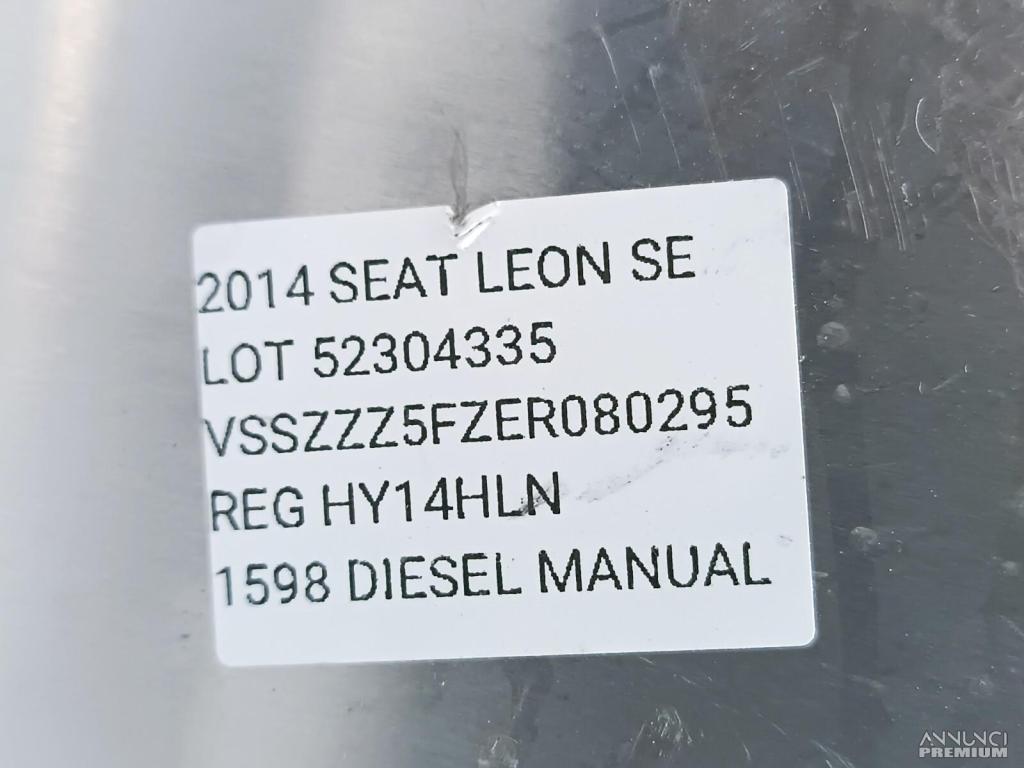 2014 SEAT LEON SE
LOT 52304335
VSSZZZ5FZER080295
REG HY14HLN
1598 DIESEL MANUAL
ANNUNCI
PREMIUM